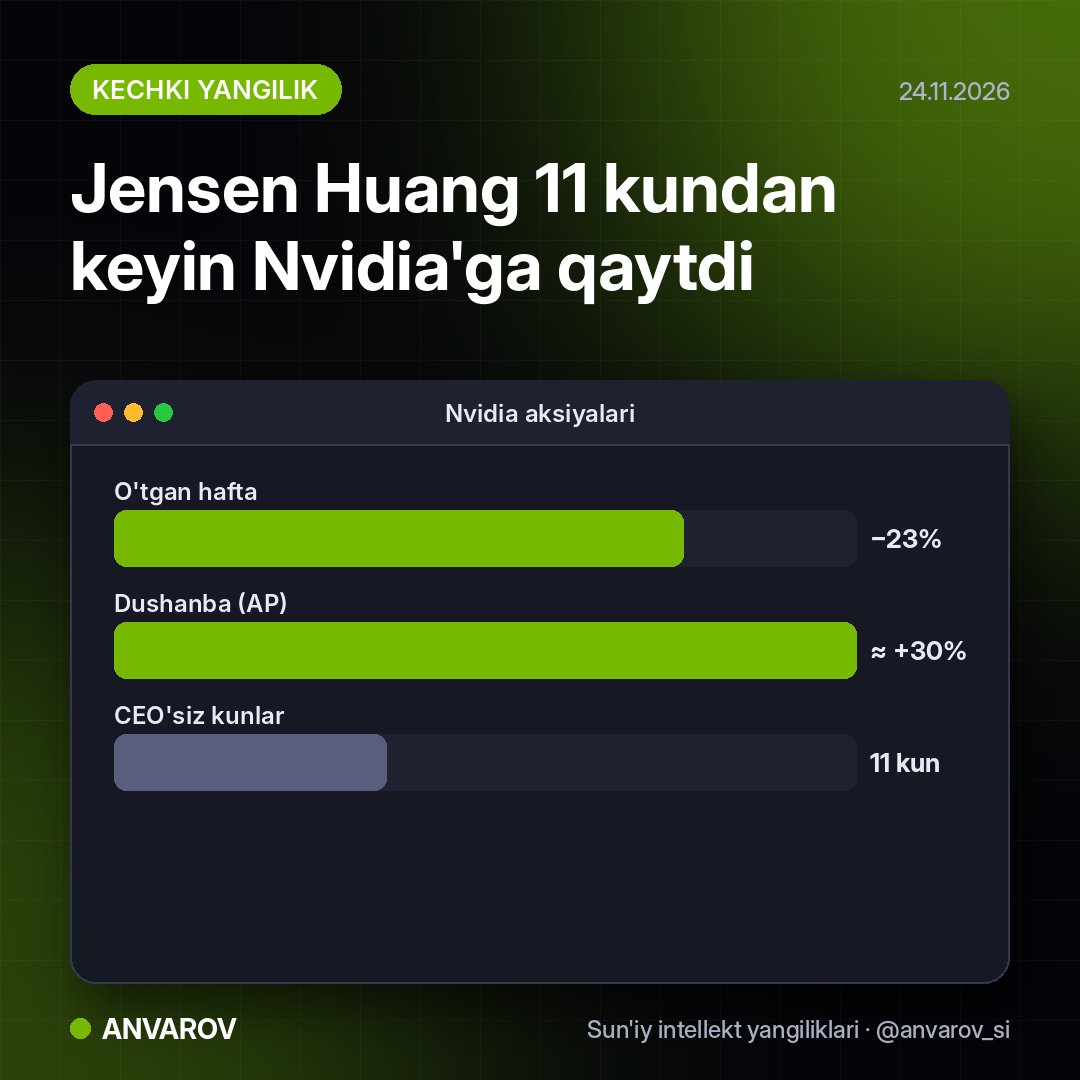 KECHKI YANGILIK
24.11.2026
Jensen Huang 11 kundan
keyin Nvidia'ga qaytdi
Nvidia aksiyalari
O'tgan hafta
−23%
Dushanba (AP)
≈ +30%
CEO'siz kunlar
11 kun
ANVAROV
Sun'iy intellekt yangiliklari · @anvarov_si